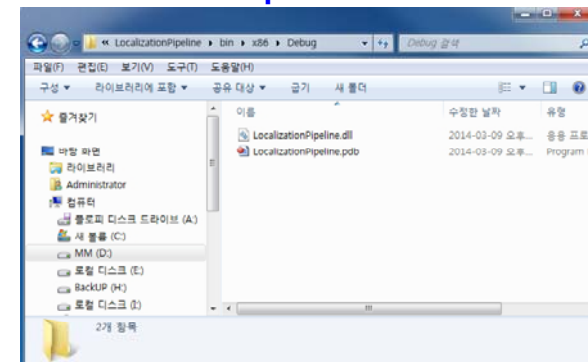 « LocalizationPipeline ▸ bin ▸ x86 ▸ Debug
Debug 검색
파일(F) 편집(E) 보기(V) 도구(T) 도움말(H)
구성 라이브러리에 포함 공유 대상 굽기 새 폴더
즐겨찾기
바탕 화면
라이브러리
Administrator
컴퓨터
플로피 디스크 드라이브 (A:)
새 볼륨 (C:)
MM (D:)
로컬 디스크 (E:)
BackUP (H:)
로컬 디스크 (I:)
이름 수정한 날짜 유형
LocalizationPipeline.dll 2014-03-09 오후... 응용 프로
LocalizationPipeline.pdb 2014-03-09 오후... Program
2개 항목